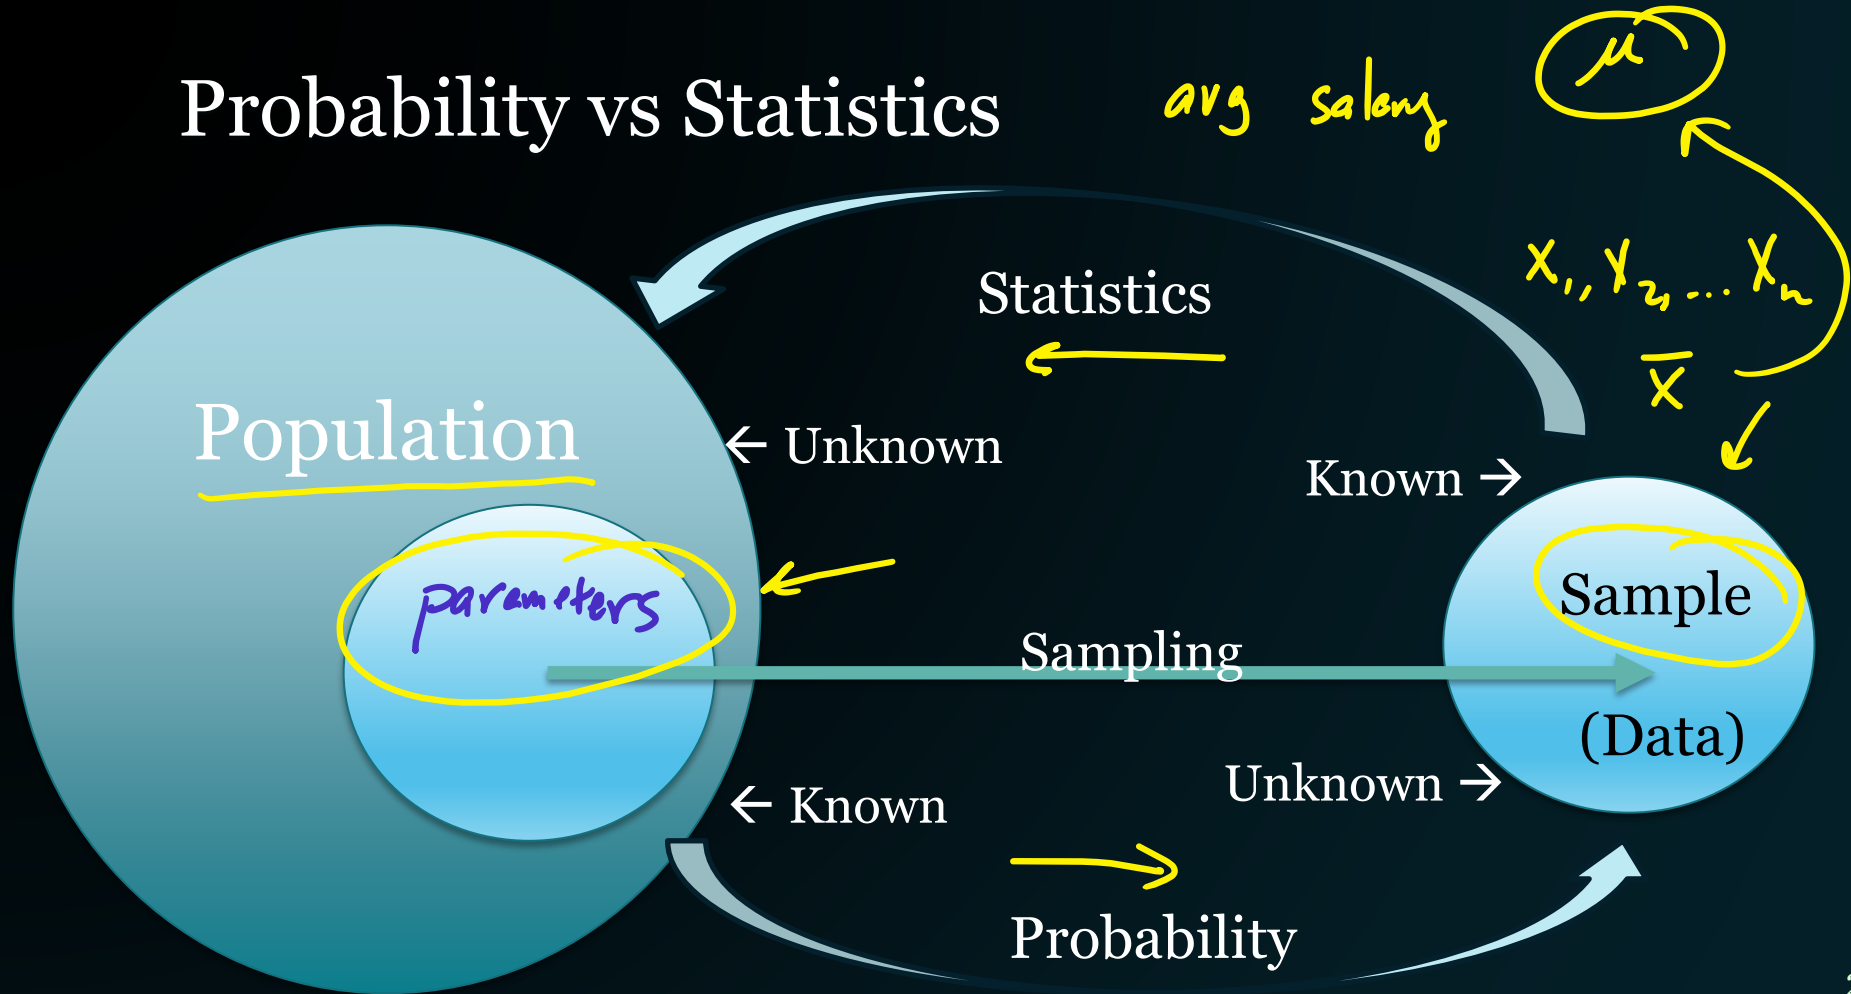 Probability vs Statistics
avg salary
μ
X₁, X₂, ... Xₙ
X̅
Statistics
Population
← Unknown
Known →
parameters
Sample
Sampling
(Data)
Unknown →
← Known
Probability